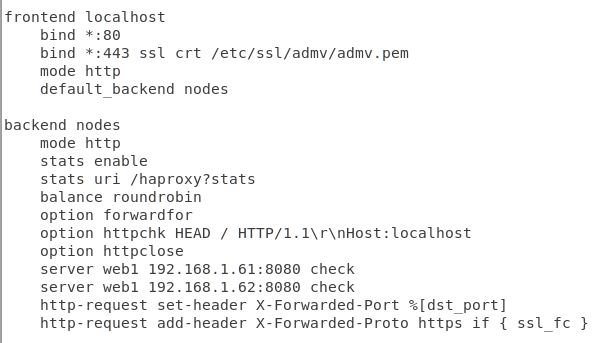 frontend localhost
    bind *:80
    bind *:443 ssl crt /etc/ssl/admv/admv.pem
    mode http
    default_backend nodes

backend nodes
    mode http
    stats enable
    stats uri /haproxy?stats
    balance roundrobin
    option forwardfor
    option httpchk HEAD / HTTP/1.1\r\nHost:localhost
    option httpclose
    server web1 192.168.1.61:8080 check
    server web1 192.168.1.62:8080 check
    http-request set-header X-Forwarded-Port %[dst_port]
    http-request add-header X-Forwarded-Proto https if { ssl_fc }